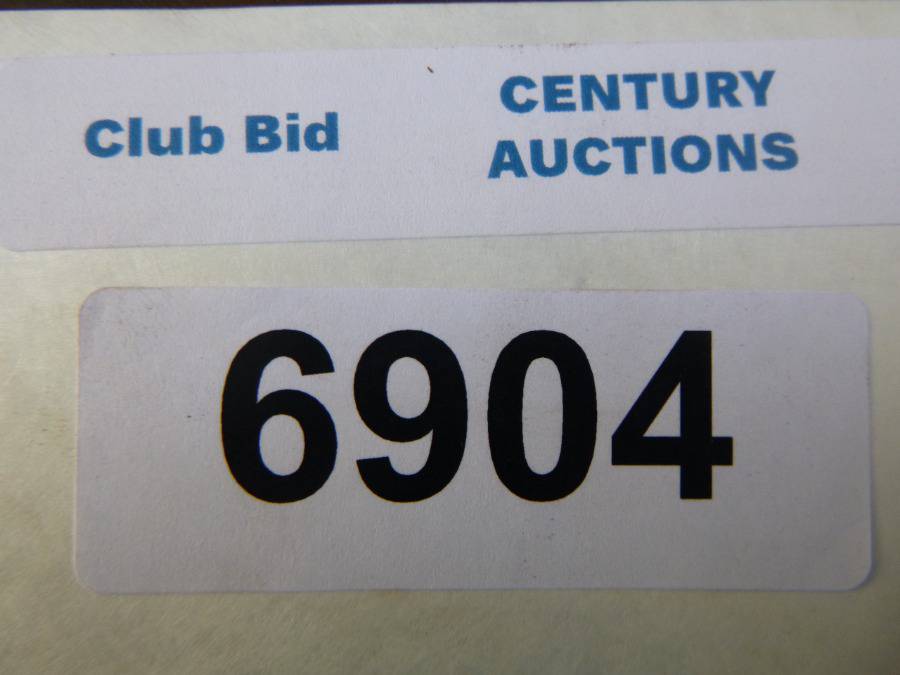 Club Bid
CENTURY
AUCTIONS
6904